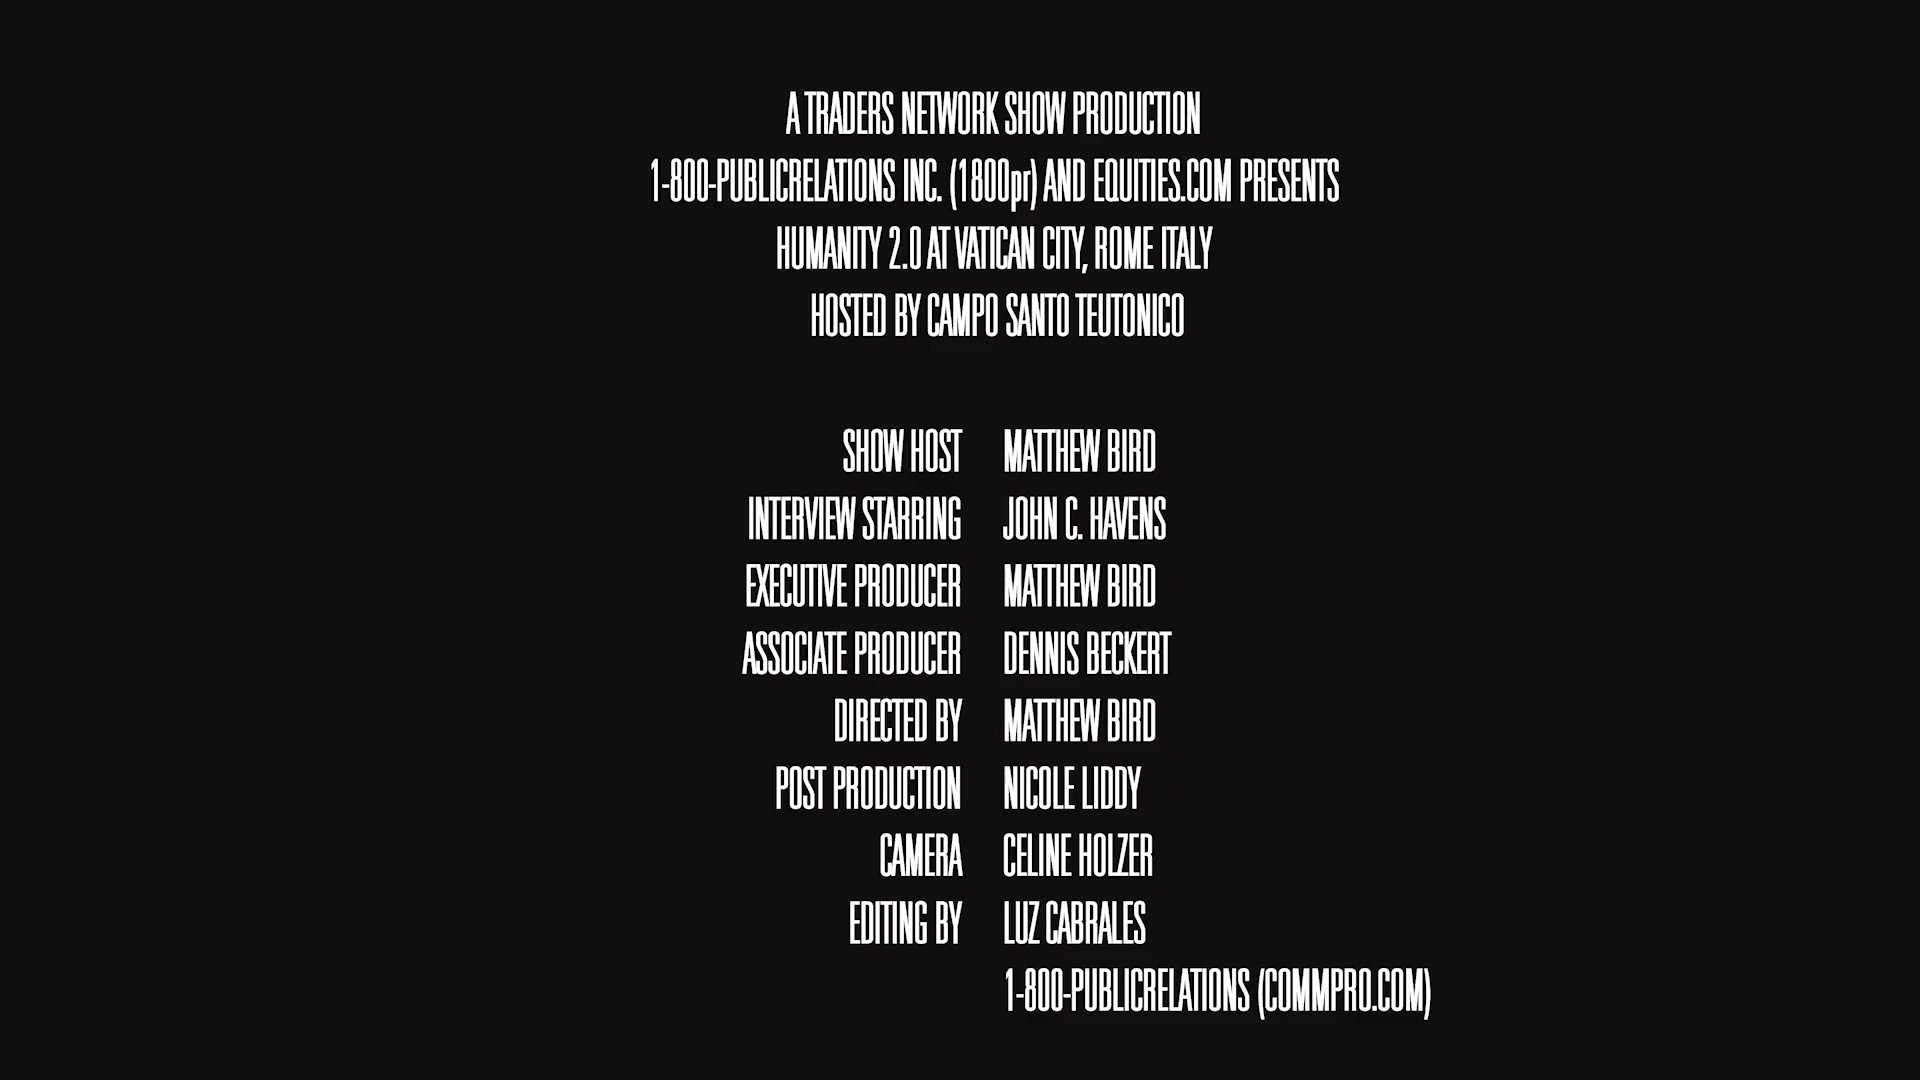 A TRADERS NETWORK SHOW PRODUCTION
1-800-PUBLICRELATIONS INC. (1800pr) AND EQUITIES.COM PRESENTS
HUMANITY 2.0 AT VATICAN CITY, ROME ITALY
HOSTED BY CAMPO SANTO TEUTONICO
SHOW HOST MATTHEW BIRD
INTERVIEW STARRING JOHN C. HAVENS
EXECUTIVE PRODUCER MATTHEW BIRD
ASSOCIATE PRODUCER DENNIS BECKERT
DIRECTED BY MATTHEW BIRD
POST PRODUCTION NICOLE LIDDY
CAMERA CELINE HOLZER
EDITING BY LUZ CABRALES
1-800-PUBLICRELATIONS (COMMPRO.COM)